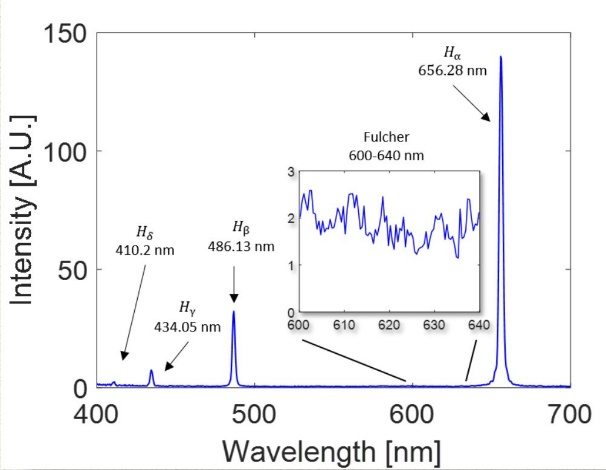 150
100
50
0
Intensity [A.U.]
400
500
600
700
Wavelength [nm]
Hδ
410.2 nm
Hγ
434.05 nm
Hβ
486.13 nm
Hα
656.28 nm
Fulcher
600-640 nm
3
2
1
0
600
610
620
630
640